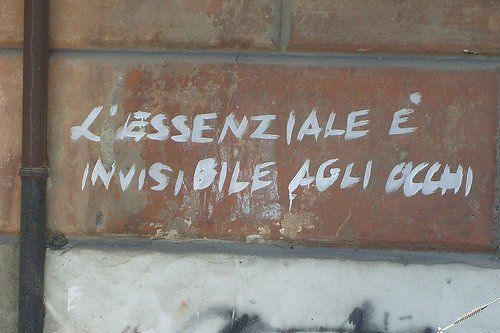 L'ESSENZIALE E'
INVISIBILE AGLI OCCHI